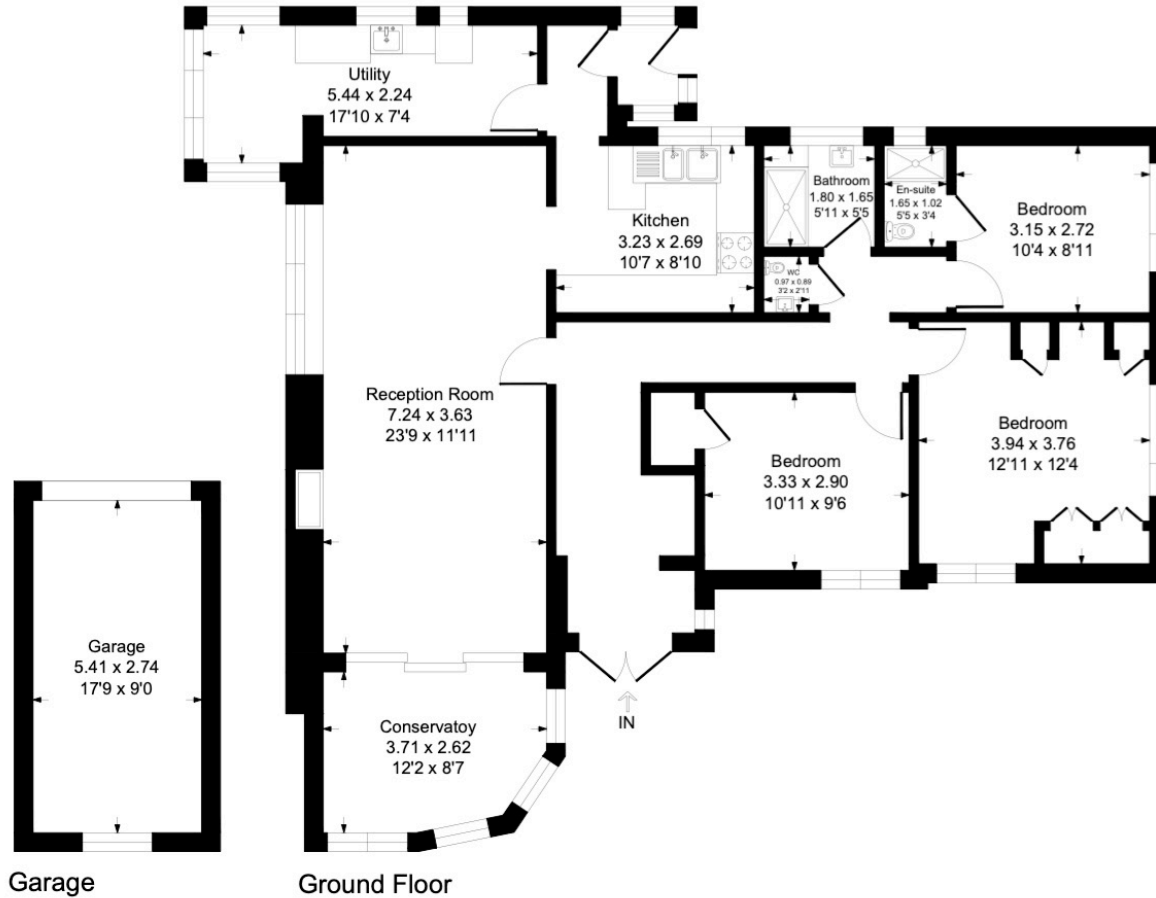 Utility
5.44 x 2.24
17'10 x 7'4
Kitchen
3.23 x 2.69
10'7 x 8'10
Bathroom
1.80 x 1.65
5'11 x 5'5
En-suite
1.65 x 1.02
5'5 x 3'4
Bedroom
3.15 x 2.72
10'4 x 8'11
WC
0.97 x 0.89
3'2 x 2'11
Reception Room
7.24 x 3.63
23'9 x 11'11
Bedroom
3.33 x 2.90
10'11 x 9'6
Bedroom
3.94 x 3.76
12'11 x 12'4
Garage
5.41 x 2.74
17'9 x 9'0
Conservatoy
3.71 x 2.62
12'2 x 8'7
IN
Garage
Ground Floor